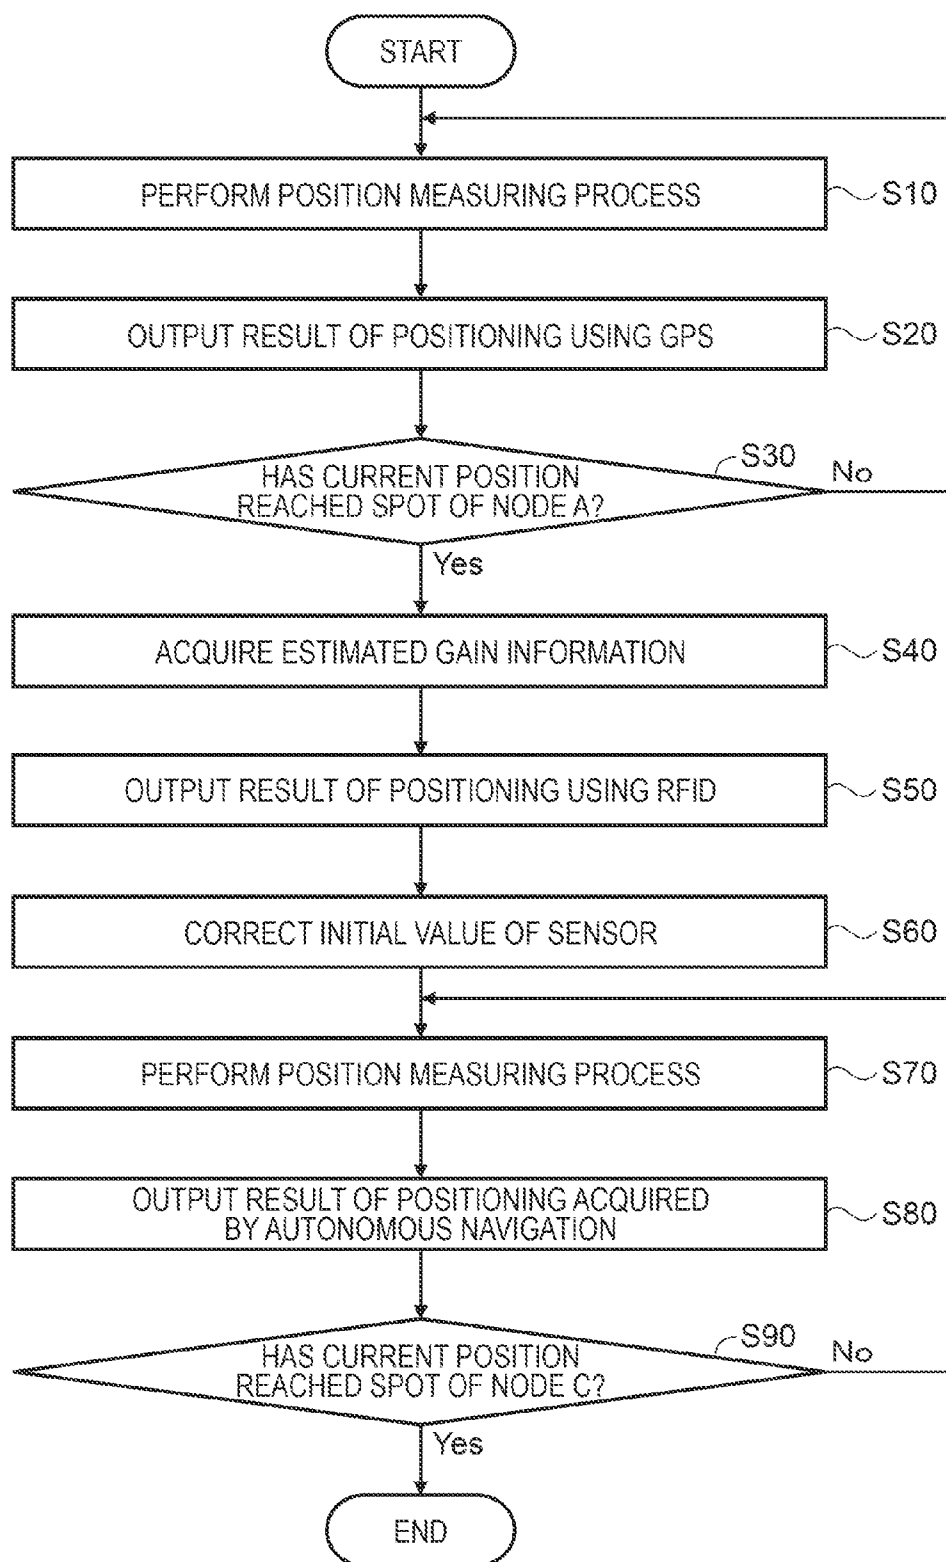 START
PERFORM POSITION MEASURING PROCESS
S10
OUTPUT RESULT OF POSITIONING USING GPS
S20
HAS CURRENT POSITION
REACHED SPOT OF NODE A?
S30
No
Yes
ACQUIRE ESTIMATED GAIN INFORMATION
S40
OUTPUT RESULT OF POSITIONING USING RFID
S50
CORRECT INITIAL VALUE OF SENSOR
S60
PERFORM POSITION MEASURING PROCESS
S70
OUTPUT RESULT OF POSITIONING ACQUIRED
BY AUTONOMOUS NAVIGATION
S80
HAS CURRENT POSITION
REACHED SPOT OF NODE C?
S90
No
Yes
END